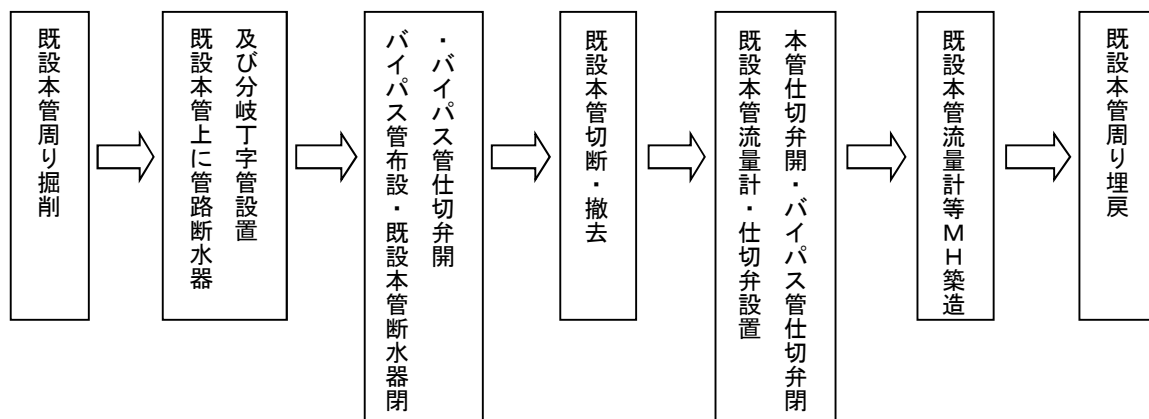 既設本管周り掘削
既設本管上に管路断水器
及び分岐丁字管設置
バイパス管布設・既設本管断水器閉
・バイパス管仕切弁開
既設本管切断・撤去
既設本管流量計・仕切弁設置
本管仕切弁開・バイパス管仕切弁閉
既設本管流量計等ＭＨ築造
既設本管周り埋戻